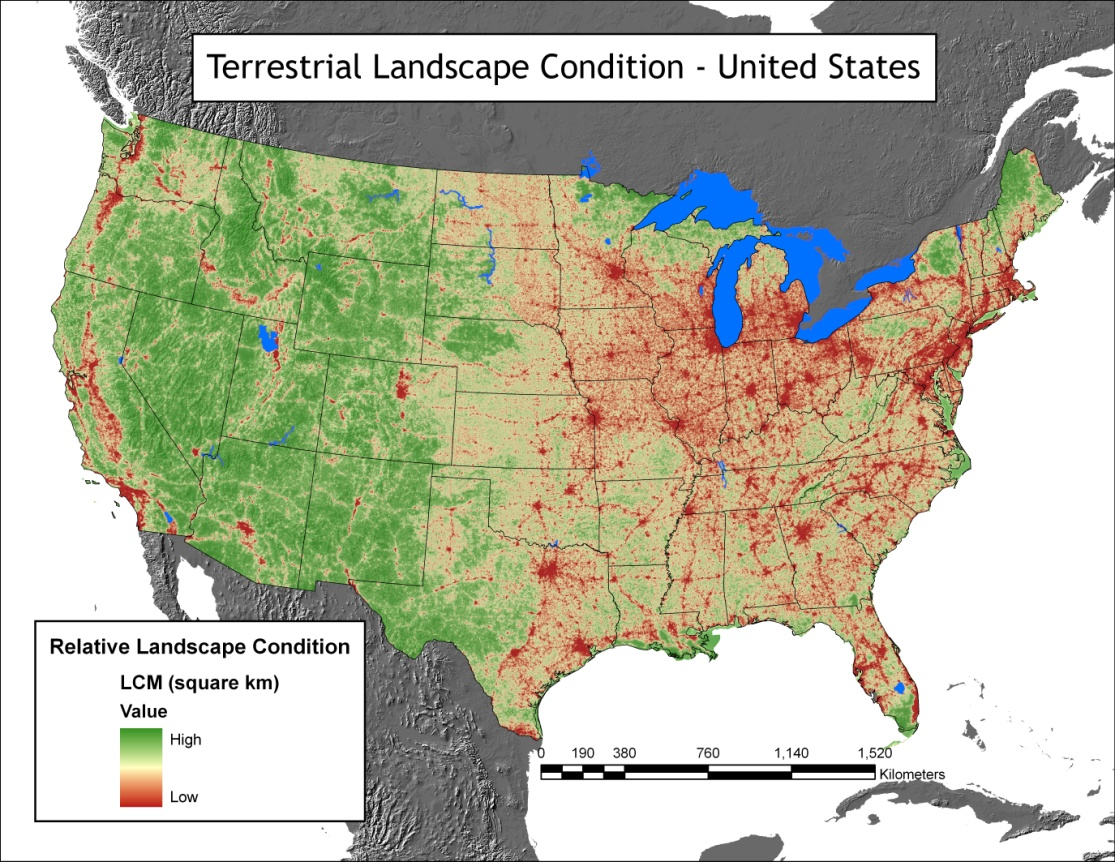 Terrestrial Landscape Condition - United States
Relative Landscape Condition
LCM (square km)
Value
High
Low
0 190 380 760 1,140 1,520
Kilometers